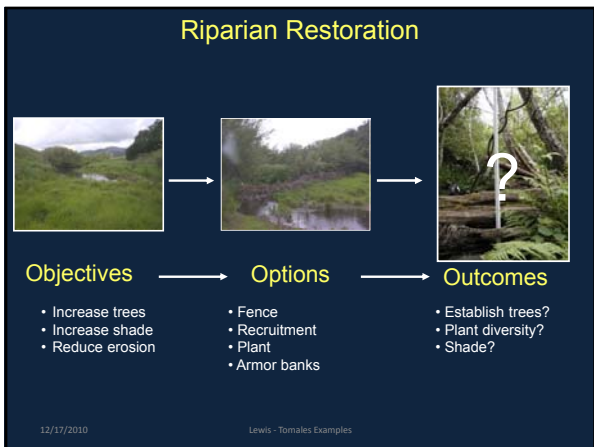 Riparian Restoration
?
Objectives
• Increase trees
• Increase shade
• Reduce erosion
Options
• Fence
• Recruitment
• Plant
• Armor banks
Outcomes
• Establish trees?
• Plant diversity?
• Shade?
12/17/2010
Lewis - Tomales Examples